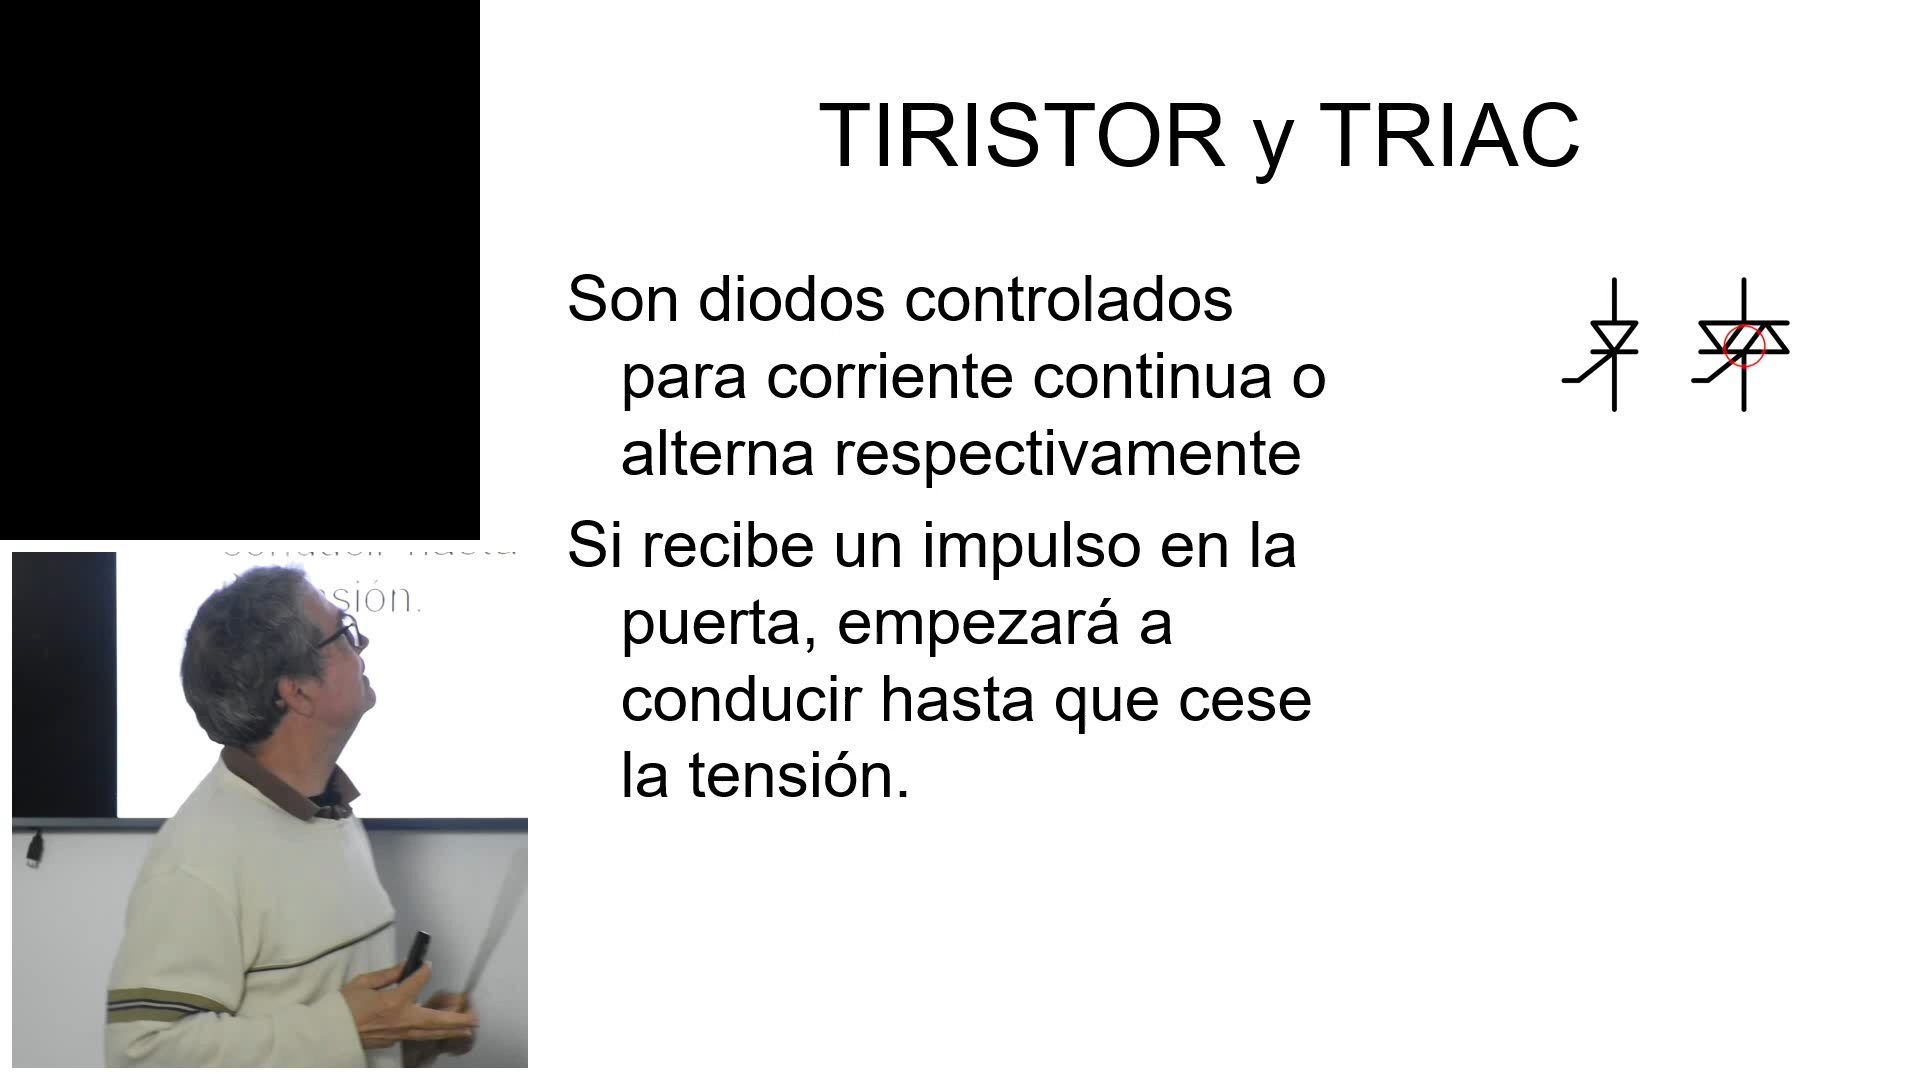 TIRISTOR y TRIAC
Son diodos controlados
para corriente continua o
alterna respectivamente
Si recibe un impulso en la
puerta, empezará a
conducir hasta que cese
la tensión.
sión.